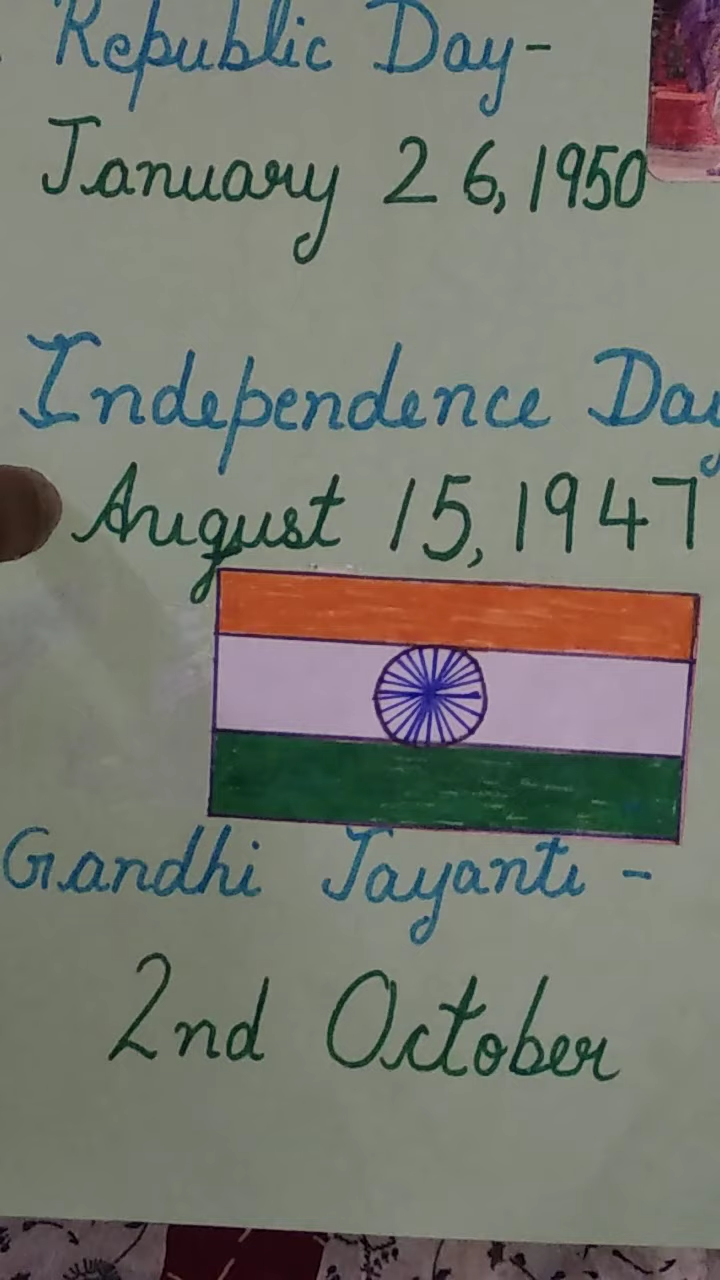 Republic Day-
January 26, 1950
Independence Day
August 15, 1947
Gandhi Jayanti -
2nd October